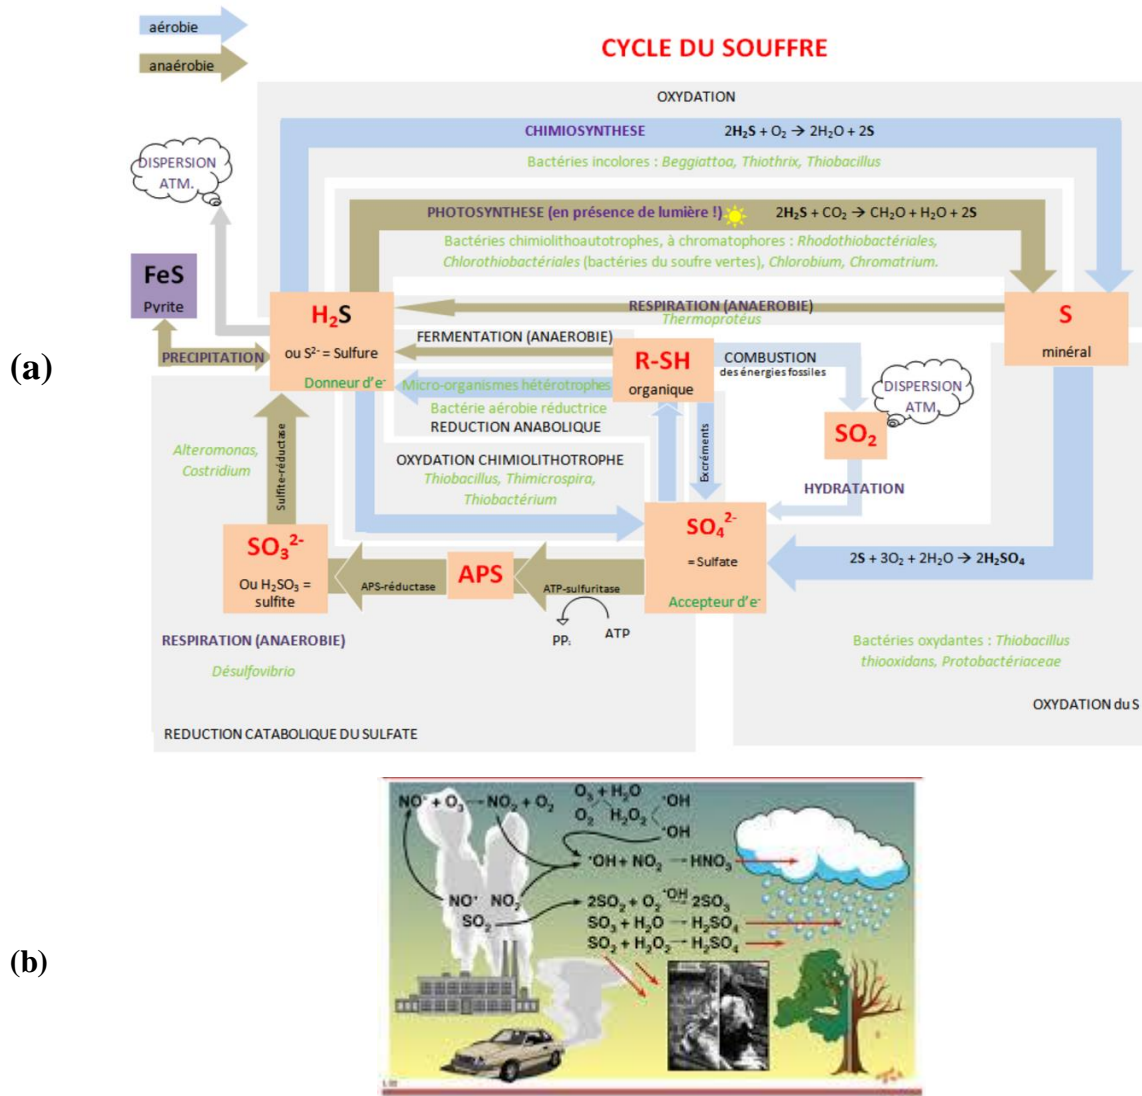 aérobie
CYCLE DU SOUFFRE
anaérobie
OXYDATION
CHIMIOSYNTHESE 2H₂S + O₂ → 2H₂O + 2S
Bactéries incolores : Beggiattoa, Thiothrix, Thiobacillus
DISPERSION
ATM.
PHOTOSYNTHESE (en présence de lumière !) 2H₂S + CO₂ → CH₂O + H₂O + 2S
Bactéries chimiolithoautotrophes, à chromatophores : Rhodothiobactériales,
Chlorothiobactériales (bactéries du soufre vertes), Chlorobium, Chromatrium.
FeS
Pyrite
PRECIPITATION
H₂S
ou S²⁻ = Sulfure
Donneur d'e⁻
RESPIRATION (ANAEROBIE)
Thermoprotéus
S
minéral
FERMENTATION (ANAEROBIE)
R-SH
organique
COMBUSTION
des énergies fossiles
(a)
Micro-organismes hétérotrophes
Bactérie aérobie réductrice
REDUCTION ANABOLIQUE
DISPERSION
ATM.
SO₂
Excréments
HYDRATATION
Alteromonas,
Costridium
Sulfite-réductase
OXYDATION CHIMIOLITHOTROPHE
Thiobacillus, Thimicrospira,
Thiobactérium
SO₃²⁻
Ou H₂SO₃ =
sulfite
APS-réductase
APS
ATP-sulfuritase
PPᵢ
ATP
SO₄²⁻
= Sulfate
Accepteur d'e⁻
2S + 3O₂ + 2H₂O → 2H₂SO₄
RESPIRATION (ANAEROBIE)
Désulfovibrio
Bactéries oxydantes : Thiobacillus
thiooxidans, Protobactériaceae
OXYDATION du S
REDUCTION CATABOLIQUE DU SULFATE
(b)
NO• + O₃ → NO₂ + O₂
O₃ + H₂O
•OH
O₂ H₂O₂
•OH
•OH + NO₂ → HNO₃
NO• NO₂
SO₂
•OH
2SO₂ + O₂ → 2SO₃
SO₃ + H₂O → H₂SO₄
SO₂ + H₂O₂ → H₂SO₄